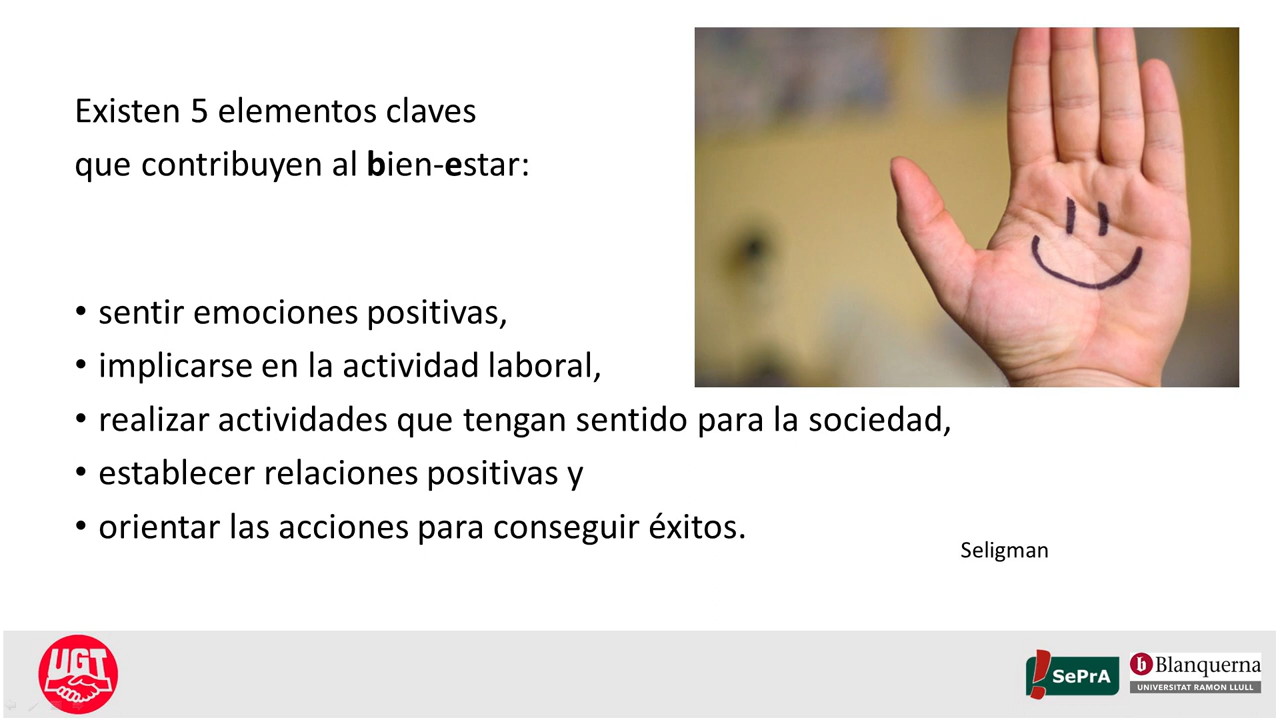 Existen 5 elementos claves
que contribuyen al bien-estar:
• sentir emociones positivas,
• implicarse en la actividad laboral,
• realizar actividades que tengan sentido para la sociedad,
• establecer relaciones positivas y
• orientar las acciones para conseguir éxitos.
Seligman
UGT
SePrA
b Blanquerna
UNIVERSITAT RAMON LLULL